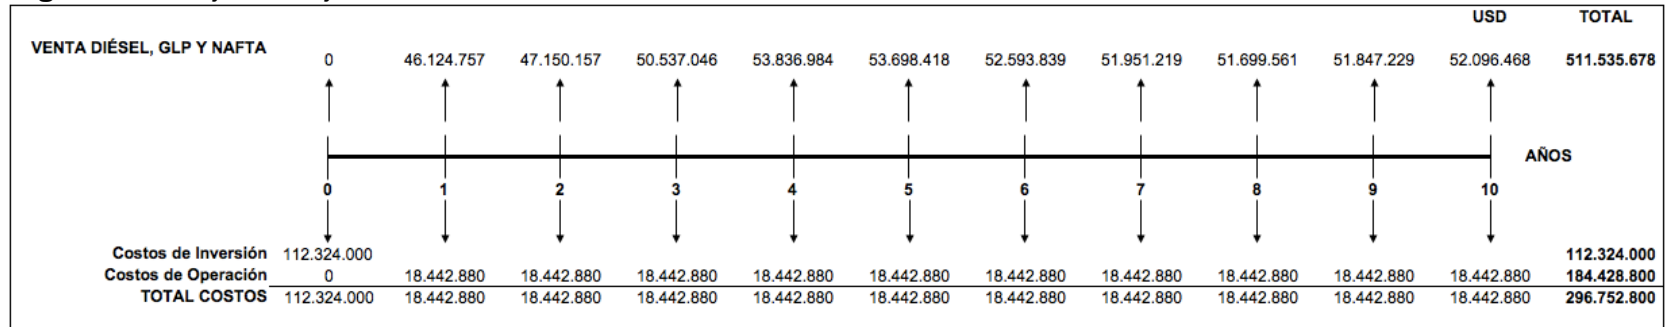 USD TOTAL
VENTA DIÉSEL, GLP Y NAFTA
0 46.124.757 47.150.157 50.537.046 53.836.984 53.698.418 52.593.839 51.951.219 51.699.561 51.847.229 52.096.468 511.535.678
AÑOS
0 1 2 3 4 5 6 7 8 9 10
Costos de Inversión 112.324.000 112.324.000
Costos de Operación 0 18.442.880 18.442.880 18.442.880 18.442.880 18.442.880 18.442.880 18.442.880 18.442.880 18.442.880 18.442.880 184.428.800
TOTAL COSTOS 112.324.000 18.442.880 18.442.880 18.442.880 18.442.880 18.442.880 18.442.880 18.442.880 18.442.880 18.442.880 18.442.880 296.752.800